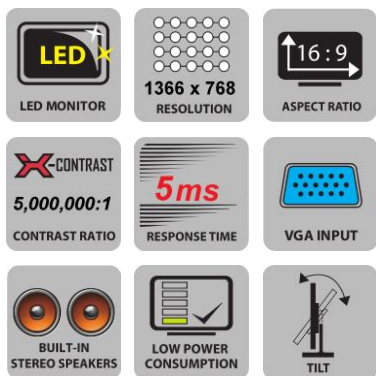 LED
LED MONITOR
1366 x 768
RESOLUTION
16:9
ASPECT RATIO
X-CONTRAST
5,000,000:1
CONTRAST RATIO
5ms
RESPONSE TIME
VGA INPUT
BUILT-IN
STEREO SPEAKERS
LOW POWER
CONSUMPTION
TILT